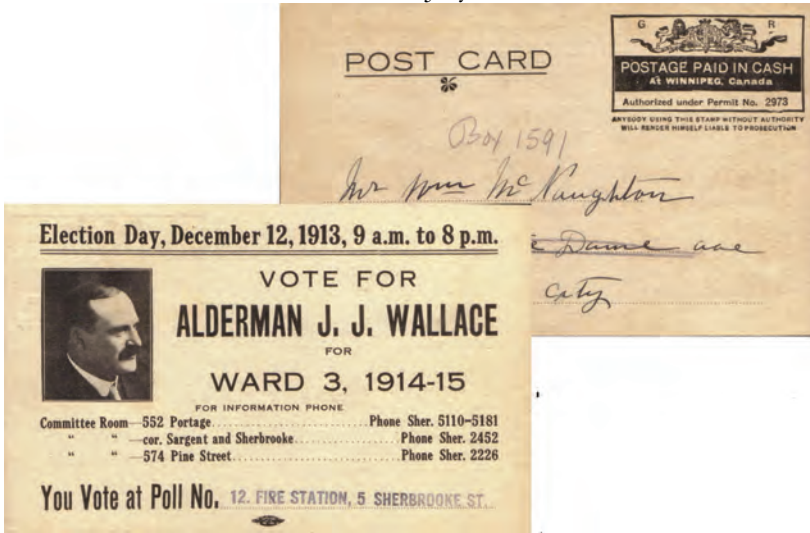 G R
POST CARD
POSTAGE PAID IN CASH
At WINNIPEG, Canada
Authorized under Permit No. 2973
ANYBODY USING THIS STAMP WITHOUT AUTHORITY
WILL RENDER HIMSELF LIABLE TO PROSECUTION
Box 1591
Mr Wm McNaughton
Dame ave
City
Election Day, December 12, 1913, 9 a.m. to 8 p.m.
VOTE FOR
ALDERMAN J. J. WALLACE
FOR
WARD 3, 1914-15
FOR INFORMATION PHONE
Committee Room—552 Portage....................Phone Sher. 5110-5181
“ “ —cor. Sargent and Sherbrooke..............Phone Sher. 2452
“ “ —574 Pine Street......................Phone Sher. 2226
You Vote at Poll No. 12. FIRE STATION, 5 SHERBROOKE ST.